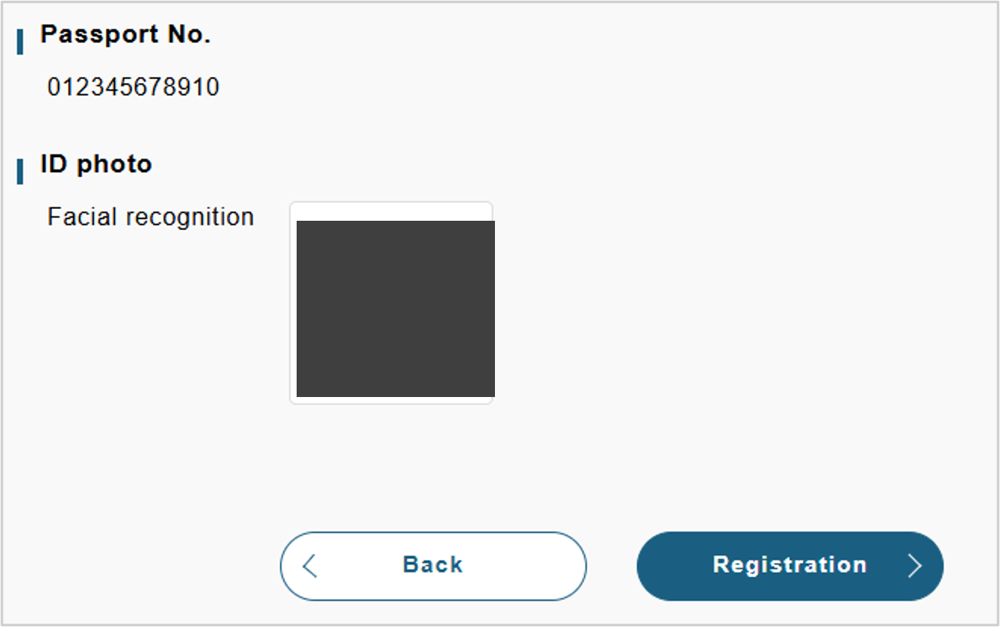 Passport No.
012345678910
ID photo
Facial recognition
Back
Registration